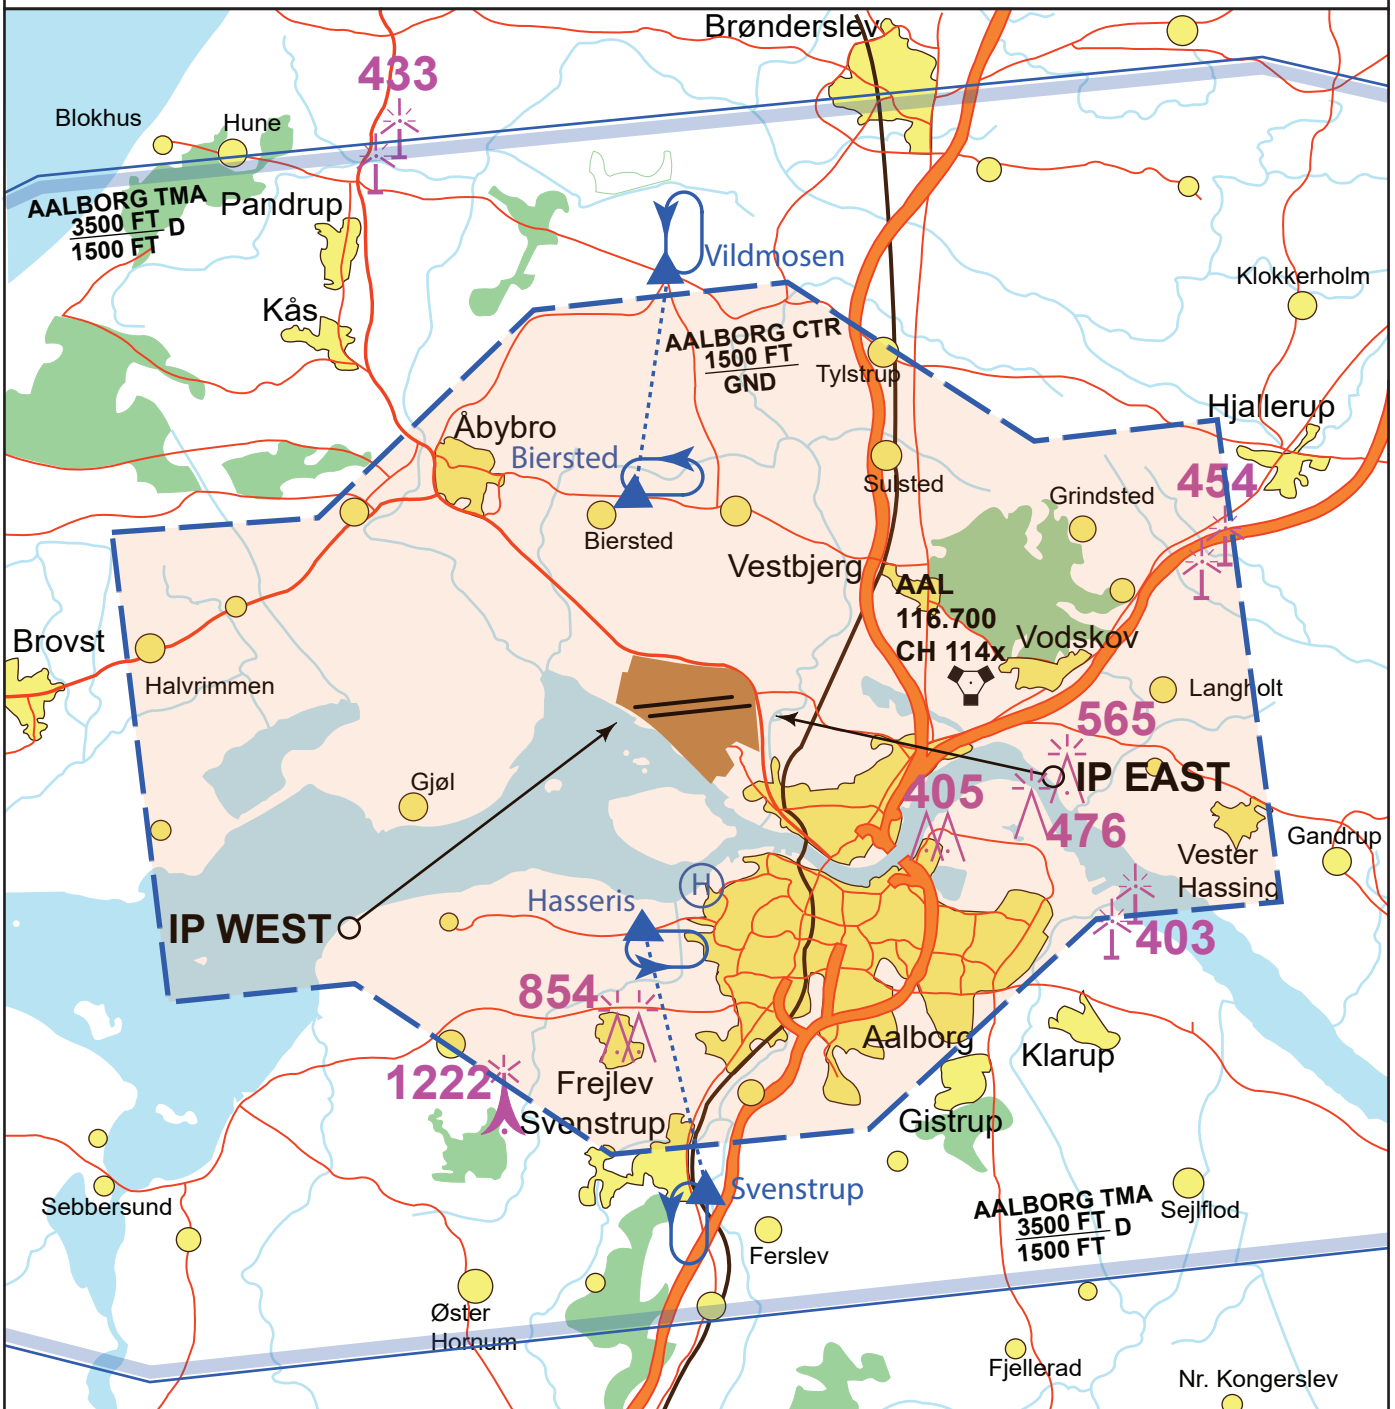 Brønderslev
433
Blokhus
Hune
AALBORG TMA
3500 FT
1500 FT
D
Pandrup
Vildmosen
Klokkerholm
Kås
AALBORG CTR
1500 FT
GND
Tylstrup
Hjallerup
Åbybro
Biersted
454
Sulsted
Grindsted
Biersted
Vestbjerg
AAL
116.700
CH 114x
Vodskov
Brovst
Halvrimmen
Langholt
565
IP EAST
Gjøl
405
476
Gandrup
Vester
Hassing
H
Hasseris
IP WEST
403
854
Aalborg
Klarup
1222
Frejlev
Svenstrup
Gistrup
Svenstrup
Sebbersund
AALBORG TMA
3500 FT
1500 FT
D
Sejlflod
Ferslev
Øster
Hornum
Fjellerad
Nr. Kongerslev